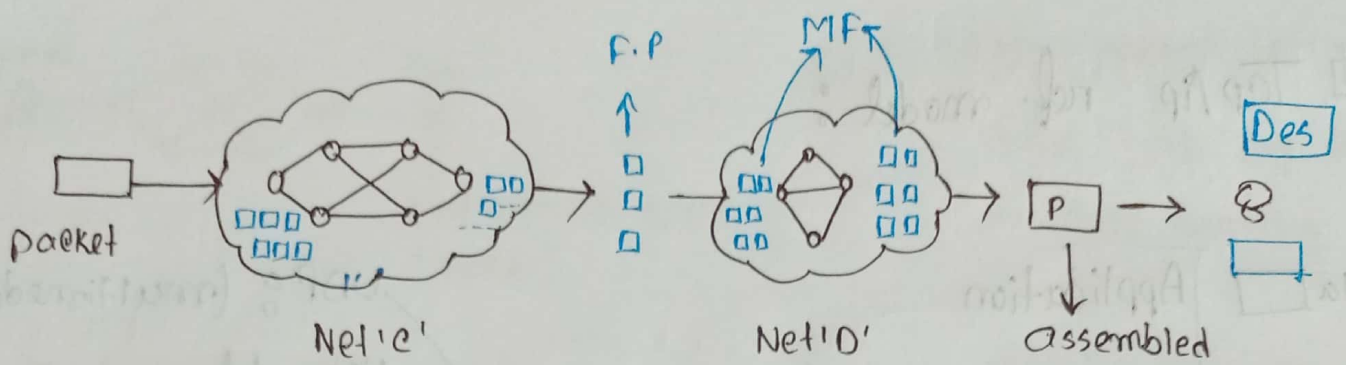 F.P
MF
Des
packet
P
Net 'C'
Net 'D'
assembled